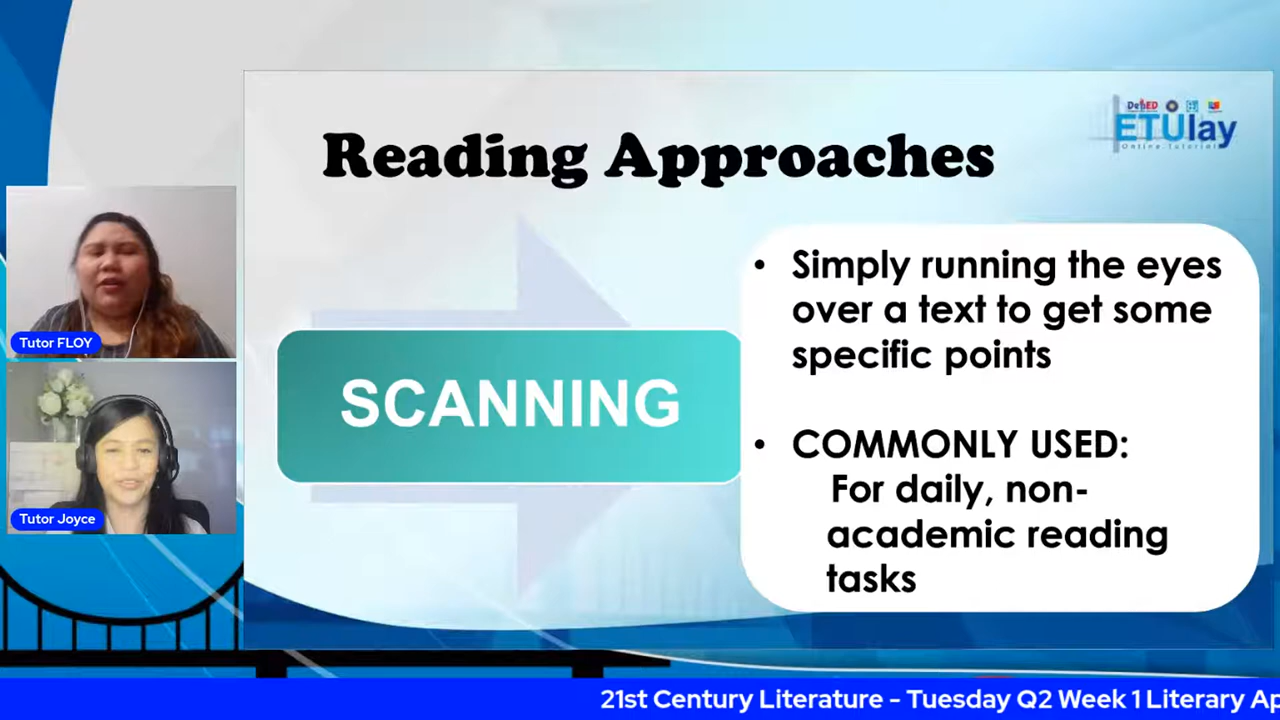 Reading Approaches
DepED
ETUlay
Online Tutorial
Tutor FLOY
Tutor Joyce
SCANNING
• Simply running the eyes
over a text to get some
specific points
• COMMONLY USED:
For daily, non-
academic reading
tasks
21st Century Literature - Tuesday Q2 Week 1 Literary Ap